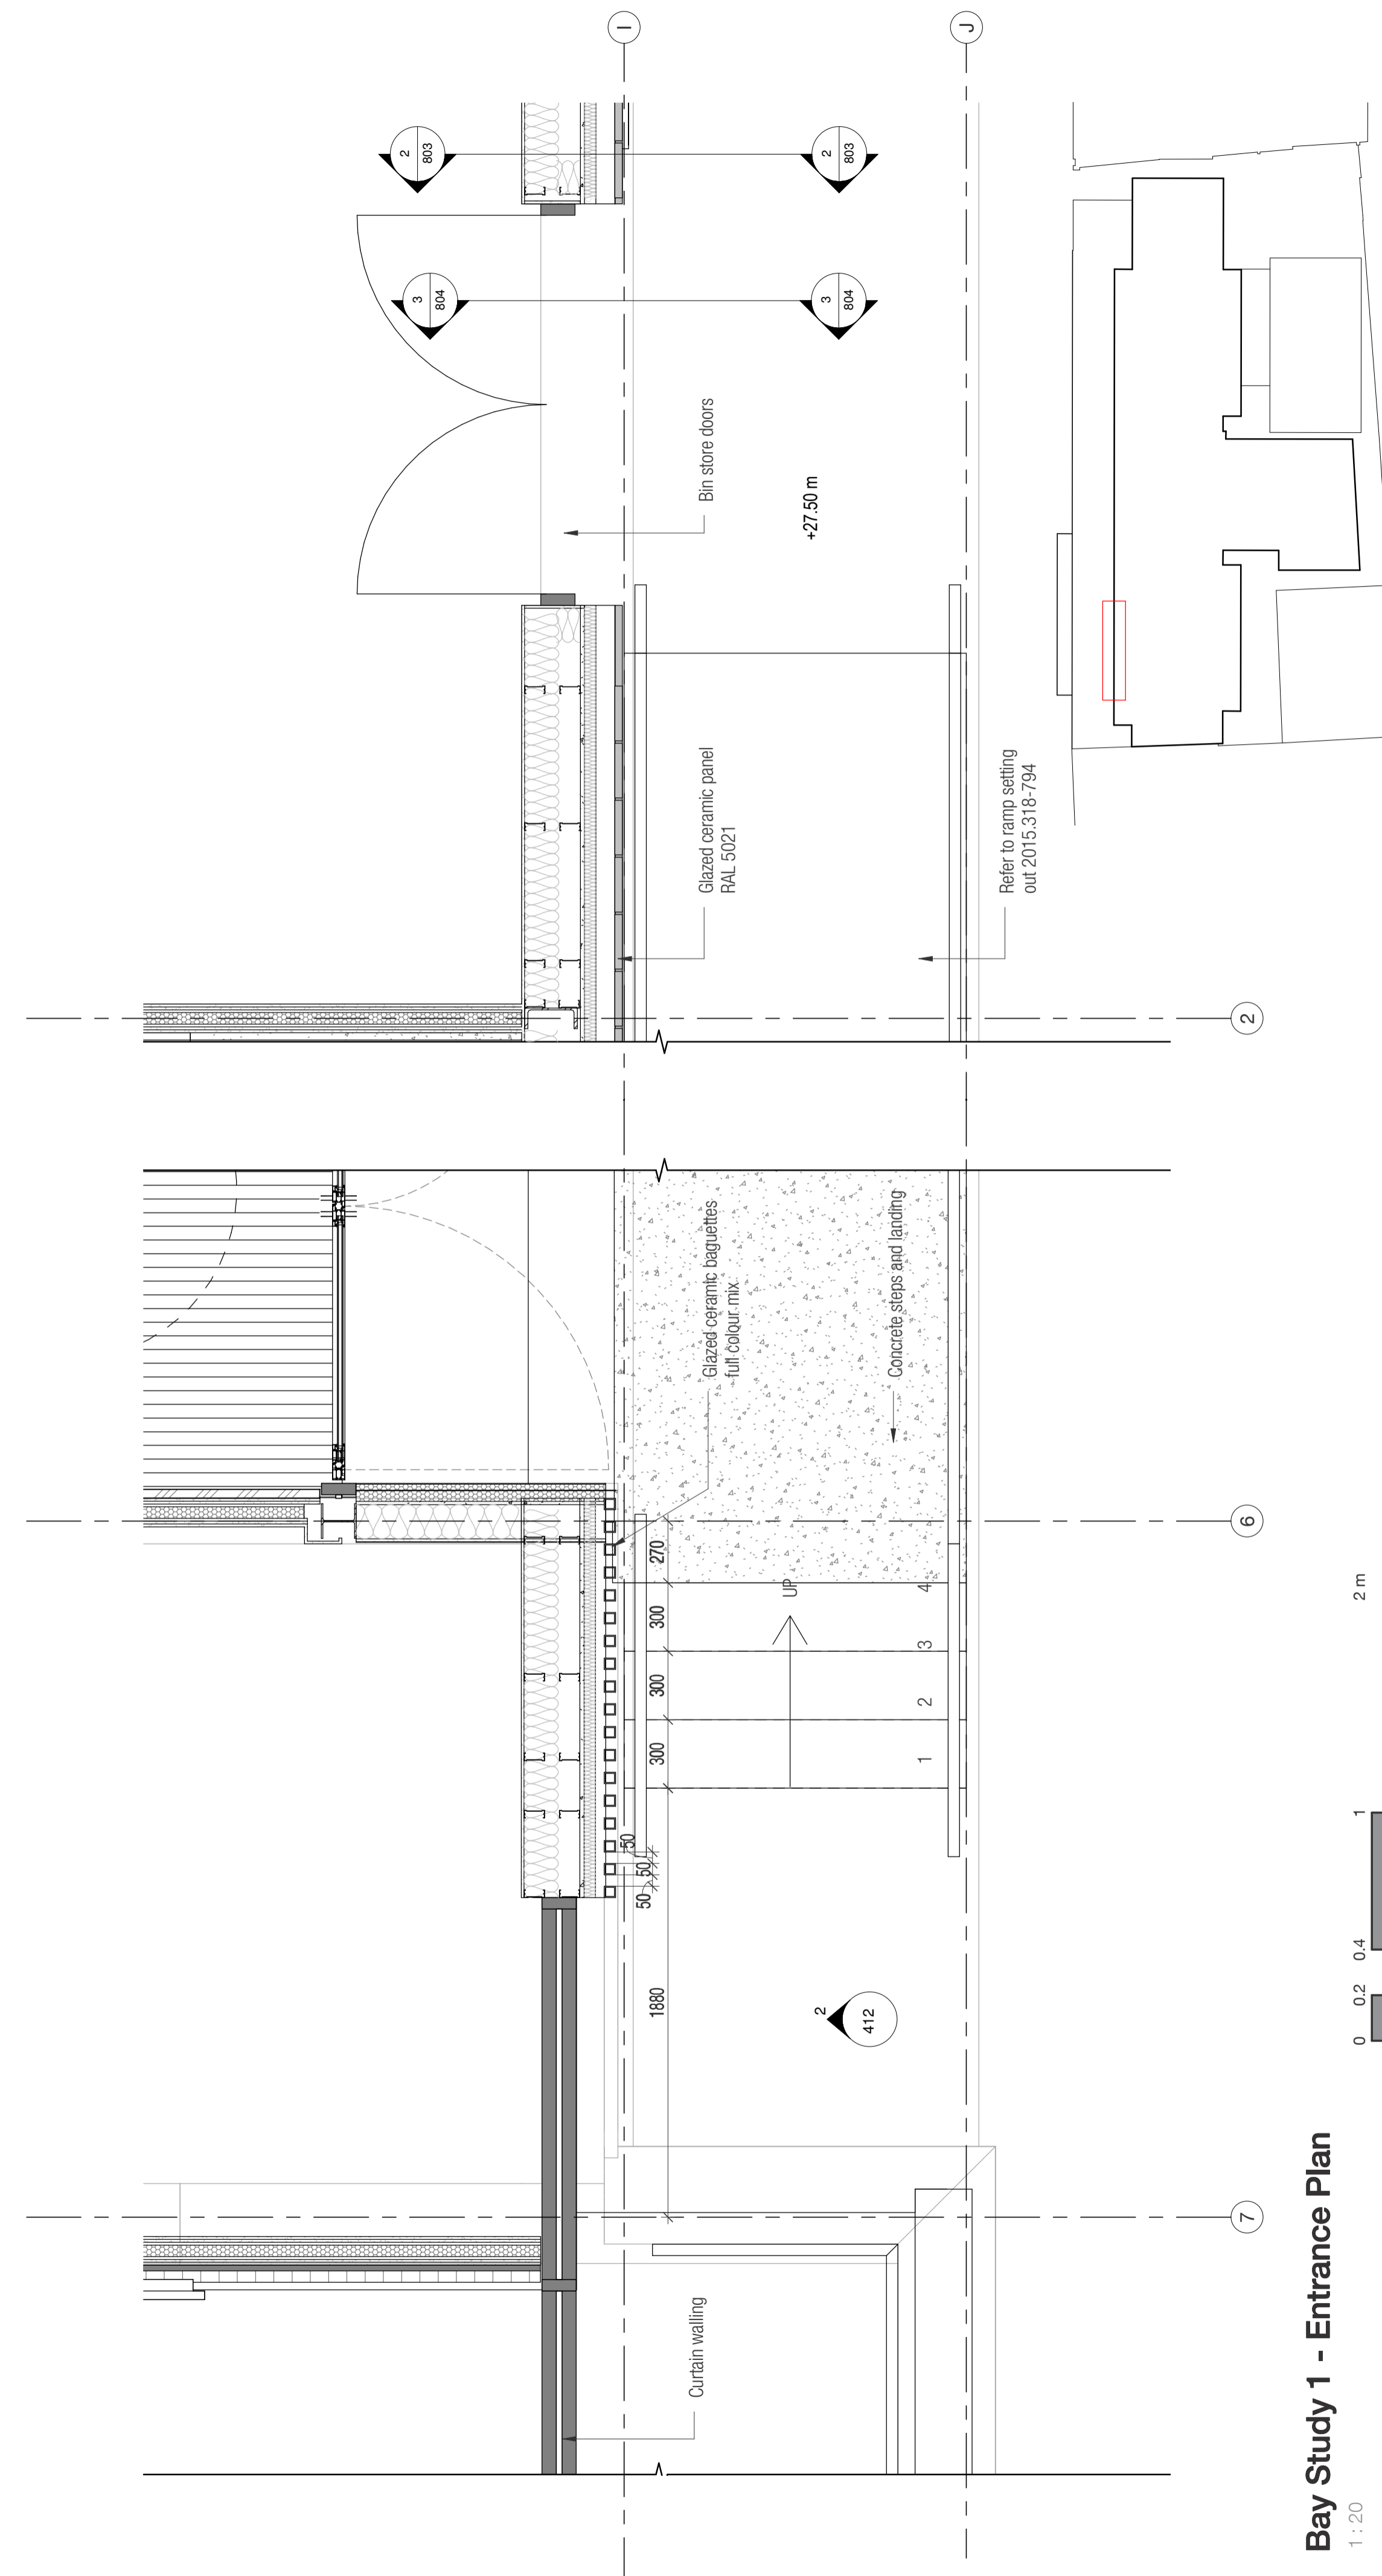 I
J
2
803
2
803
3
804
3
804
Bin store doors
+27.50 m
Glazed ceramic panel
RAL 5021
Refer to ramp setting
out 2015.318-794
2
Glazed ceramic baguettes
full colour mix
Concrete steps and landing
6
270
300
300
300
UP
4
3
2
1
50
50
50
1880
2
412
7
Curtain walling
Bay Study 1 - Entrance Plan
1 : 20
0
0.2
0.4
1
2 m